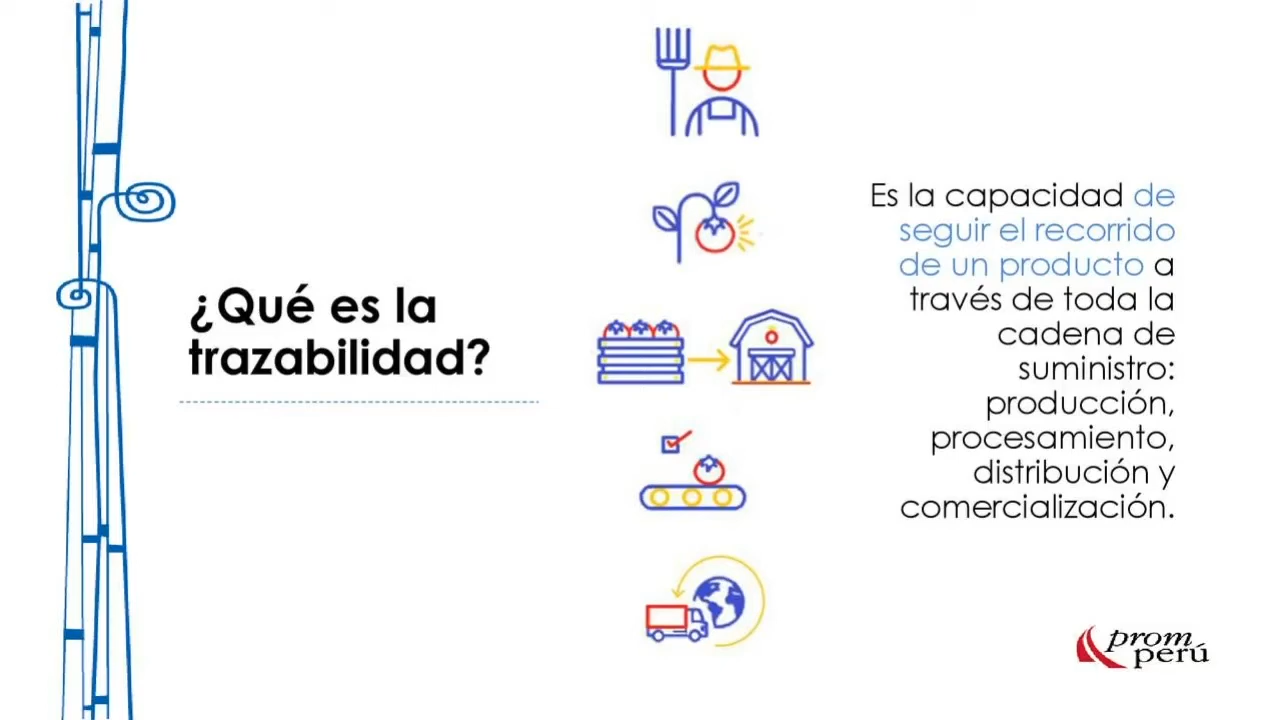 ¿Qué es la
trazabilidad?
Es la capacidad de
seguir el recorrido
de un producto a
través de toda la
cadena de
suministro:
producción,
procesamiento,
distribución y
comercialización.
prom
perú